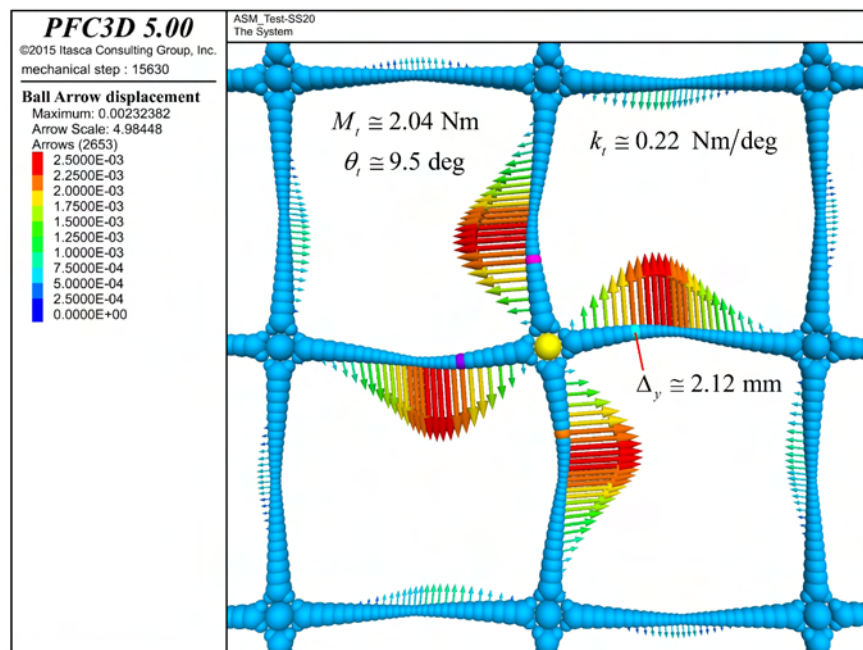 PFC3D 5.00
©2015 Itasca Consulting Group, Inc.
mechanical step : 15630
Ball Arrow displacement
Maximum: 0.00232382
Arrow Scale: 4.98448
Arrows (2653)
2.5000E-03
2.2500E-03
2.0000E-03
1.7500E-03
1.5000E-03
1.2500E-03
1.0000E-03
7.5000E-04
5.0000E-04
2.5000E-04
0.0000E+00
ASM_Test-SS20
The System
M_t ≅ 2.04 Nm
θ_t ≅ 9.5 deg
k_t ≅ 0.22 Nm/deg
Δ_y ≅ 2.12 mm